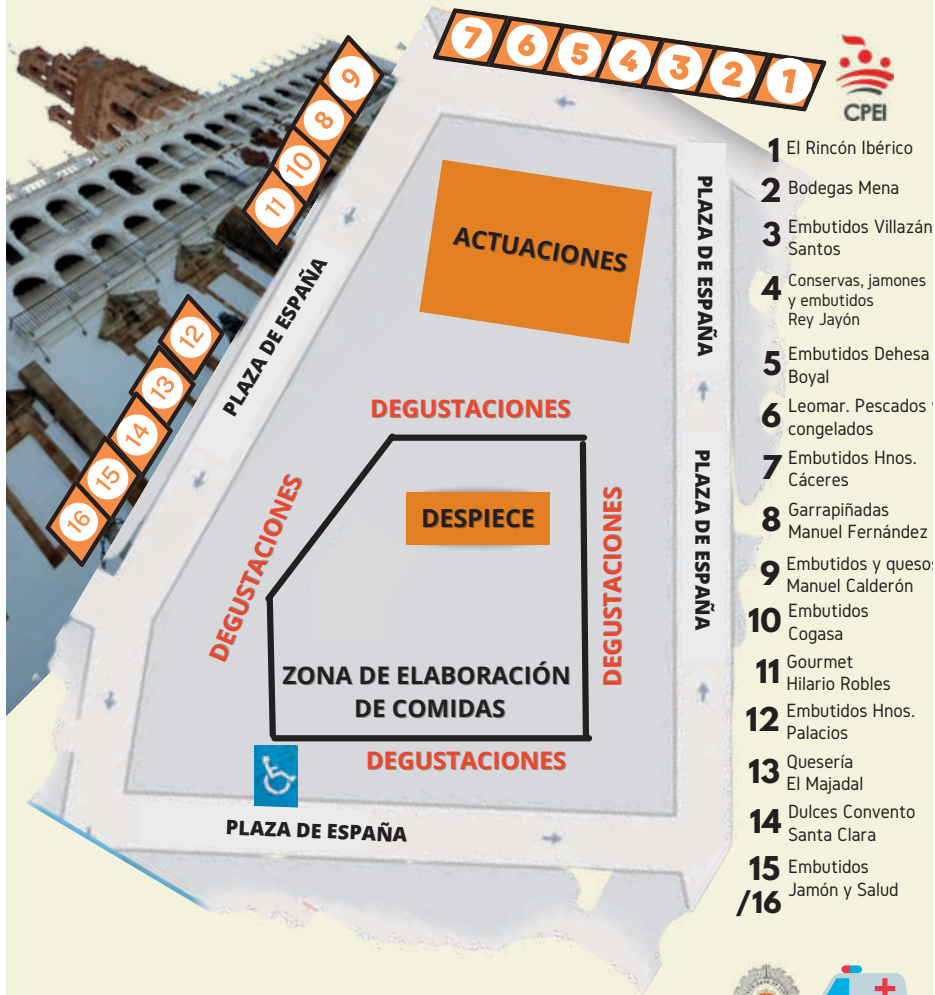 7 6 5 4 3 2 1
9
8
10
11
12
13
14
15
16
CPEI
ACTUACIONES
PLAZA DE ESPAÑA
PLAZA DE ESPAÑA
PLAZA DE ESPAÑA
DEGUSTACIONES
DEGUSTACIONES
DESPIECE
DEGUSTACIONES
ZONA DE ELABORACIÓN
DE COMIDAS
DEGUSTACIONES
PLAZA DE ESPAÑA
1 El Rincón Ibérico
2 Bodegas Mena
3 Embutidos Villazán
Santos
4 Conservas, jamones
y embutidos
Rey Jayón
5 Embutidos Dehesa
Boyal
6 Leomar. Pescados y
congelados
7 Embutidos Hnos.
Cáceres
8 Garrapiñadas
Manuel Fernández
9 Embutidos y quesos
Manuel Calderón
10 Embutidos
Cogasa
11 Gourmet
Hilario Robles
12 Embutidos Hnos.
Palacios
13 Quesería
El Majadal
14 Dulces Convento
Santa Clara
15 Embutidos
/16 Jamón y Salud